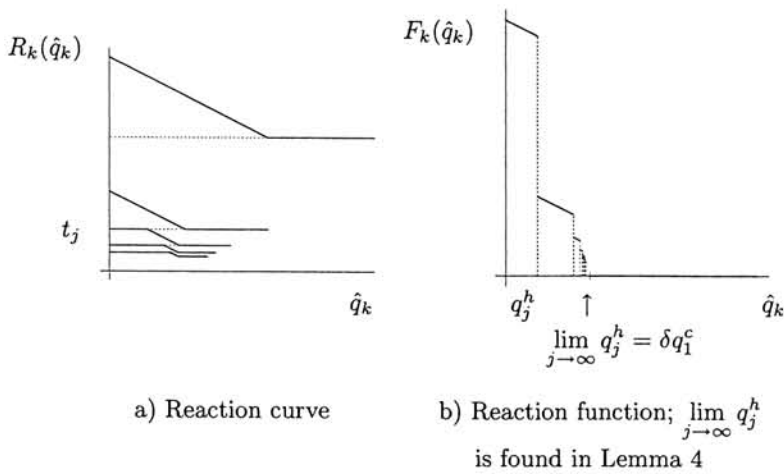 R_k(q̂_k)
t_j
q̂_k
a) Reaction curve
F_k(q̂_k)
q_j^h ↑ q̂_k
lim_{j→∞} q_j^h = δq_1^c
b) Reaction function; lim_{j→∞} q_j^h
is found in Lemma 4